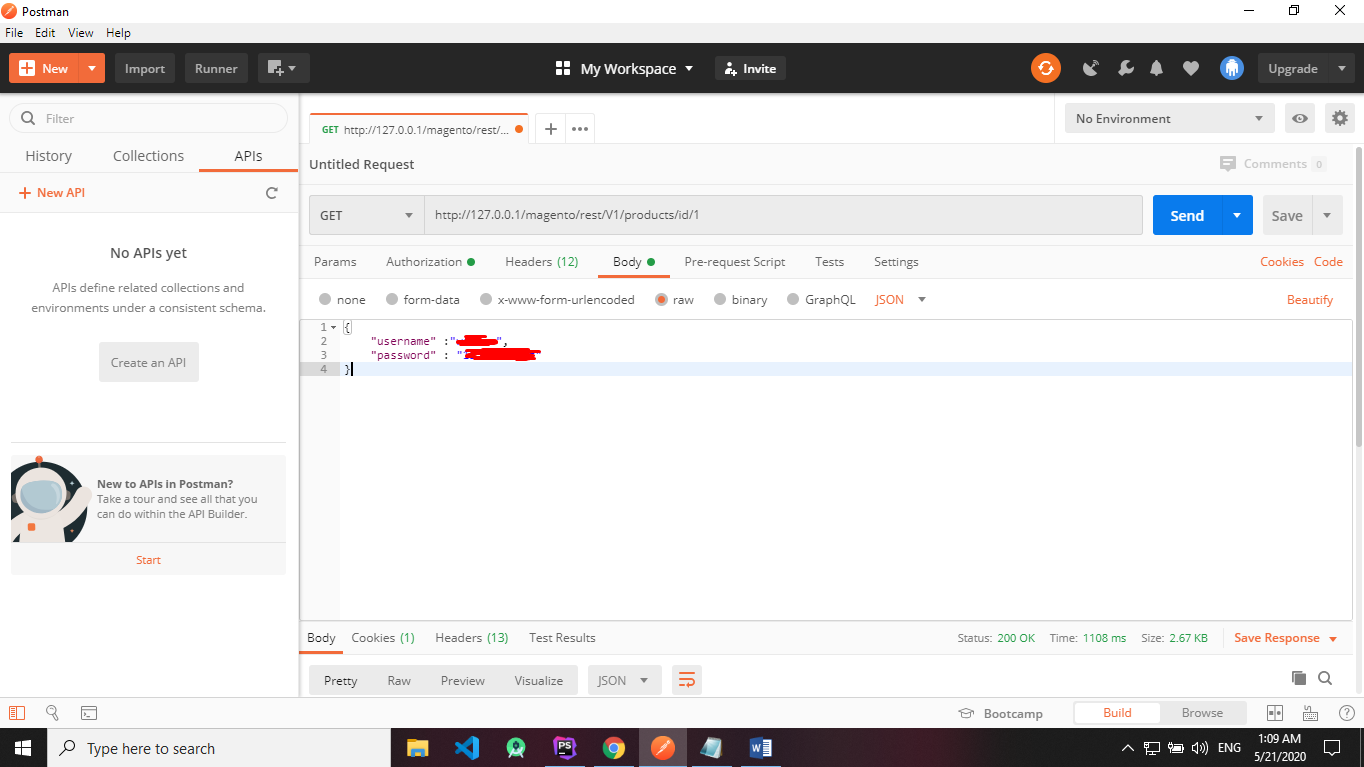 Postman
File Edit View Help
New Import Runner My Workspace Invite Upgrade
Filter
History Collections APIs
New API
No APIs yet
APIs define related collections and
environments under a consistent schema.
Create an API
New to APIs in Postman?
Take a tour and see all that you
can do within the API Builder.
Start
GET http://127.0.0.1/magento/rest/...
No Environment
Untitled Request
Comments 0
GET http://127.0.0.1/magento/rest/V1/products/id/1 Send Save
Params Authorization Headers (12) Body Pre-request Script Tests Settings Cookies Code
none form-data x-www-form-urlencoded raw binary GraphQL JSON Beautify
1 {
2 "username" :" ",
3 "password" : " "
4 }
Body Cookies (1) Headers (13) Test Results Status: 200 OK Time: 1108 ms Size: 2.67 KB Save Response
Pretty Raw Preview Visualize JSON
Bootcamp Build Browse
Type here to search
PS
ENG
1:09 AM
5/21/2020